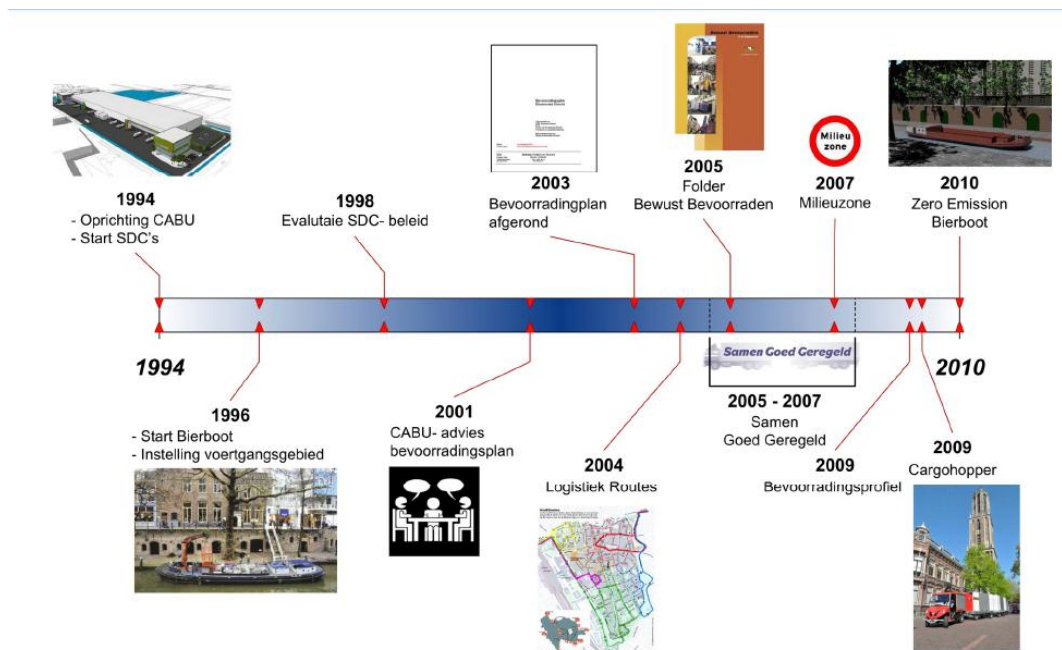 1994
- Oprichting CABU
- Start SDC's
1998
Evalutaie SDC- beleid
2003
Bevoorradingplan
afgerond
2005
Folder
Bewust Bevoorraden
Milieu
zone
2007
Milieuzone
2010
Zero Emission
Bierboot
1994
2010
1996
- Start Bierboot
- Instelling voertgangsgebied
2001
CABU- advies
bevoorradingsplan
2004
Logistiek Routes
Samen Goed Geregeld
2005 - 2007
Samen
Goed Geregeld
2009
Bevoorradingsprofiel
2009
Cargohopper